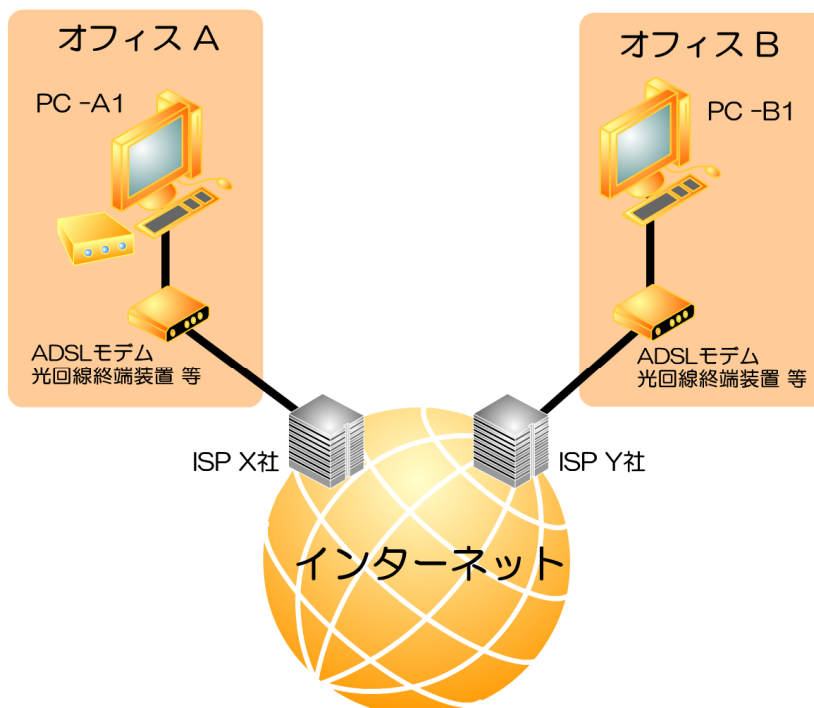 オフィス A
PC -A1
ADSLモデム
光回線終端装置 等
オフィス B
PC -B1
ADSLモデム
光回線終端装置 等
ISP X社
ISP Y社
インターネット